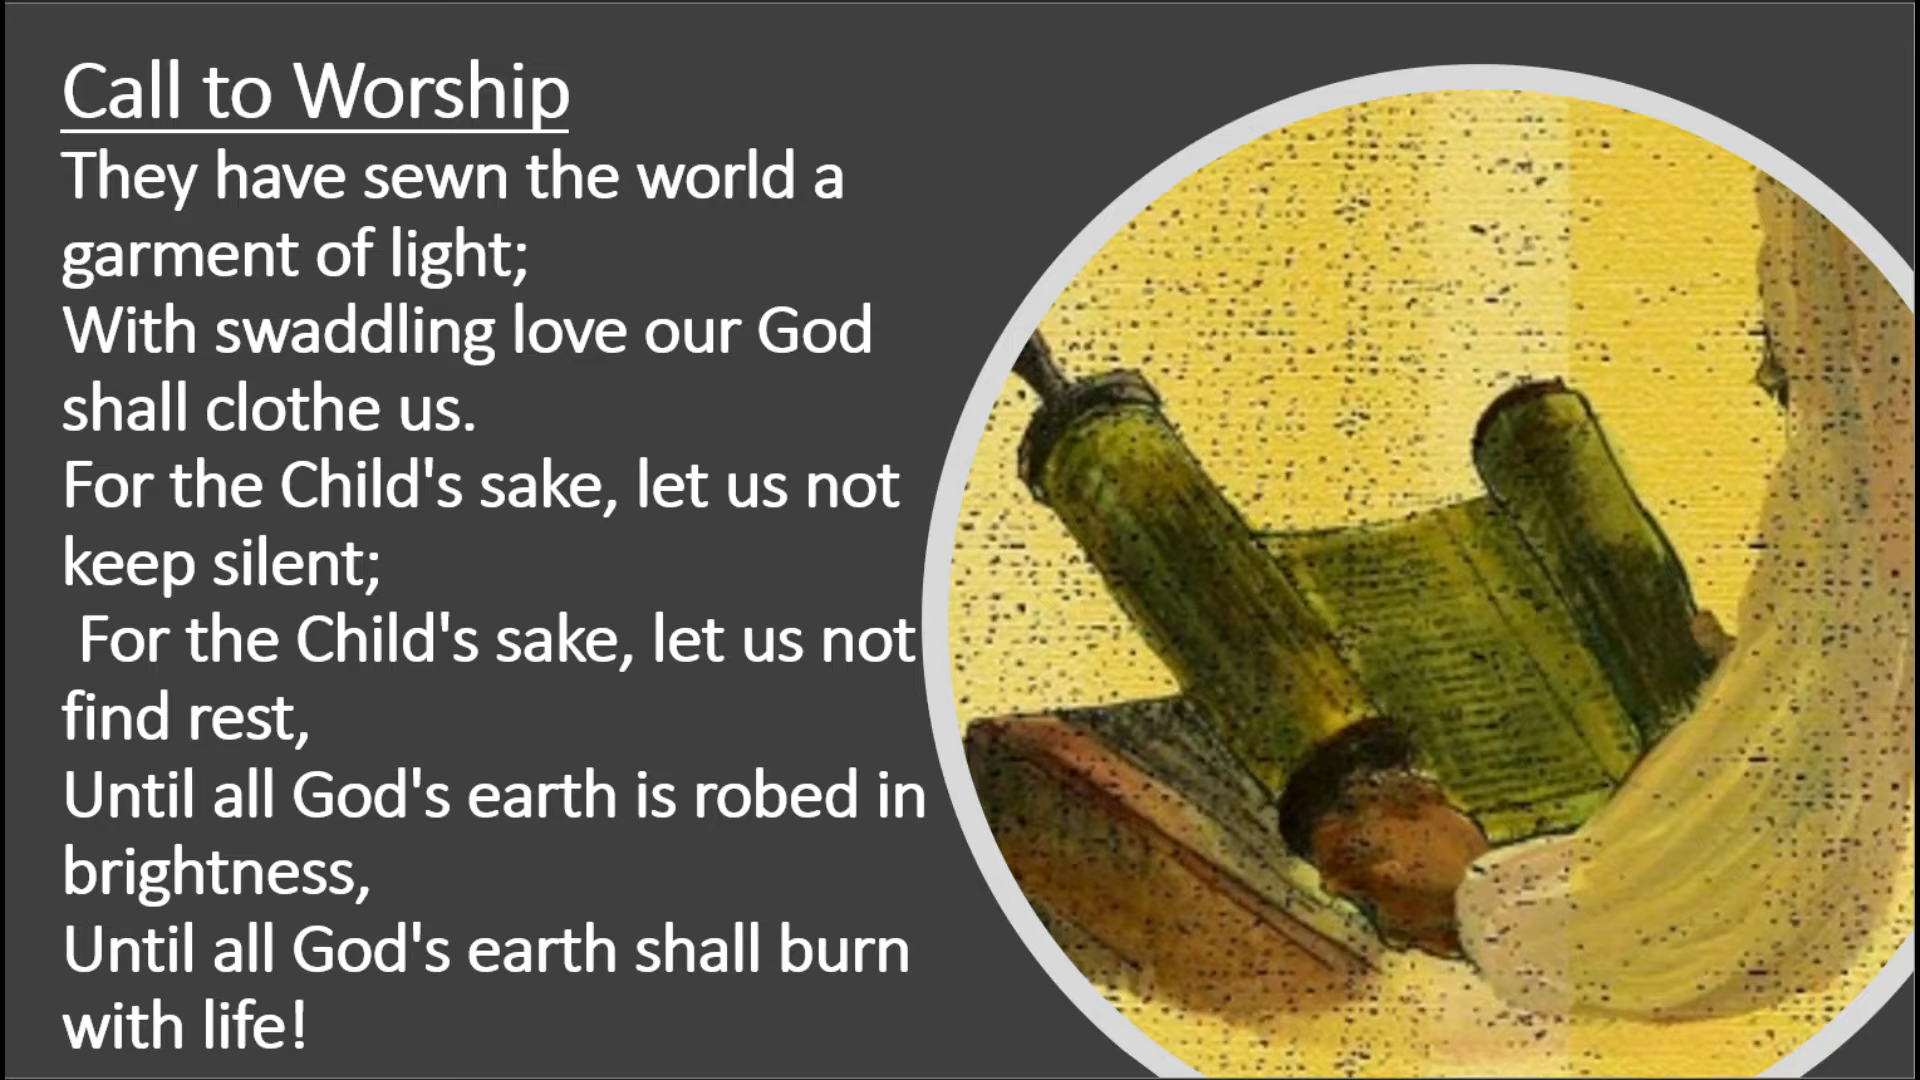 Call to Worship
They have sewn the world a
garment of light;
With swaddling love our God
shall clothe us.
For the Child's sake, let us not
keep silent;
For the Child's sake, let us not
find rest,
Until all God's earth is robed in
brightness,
Until all God's earth shall burn
with life!